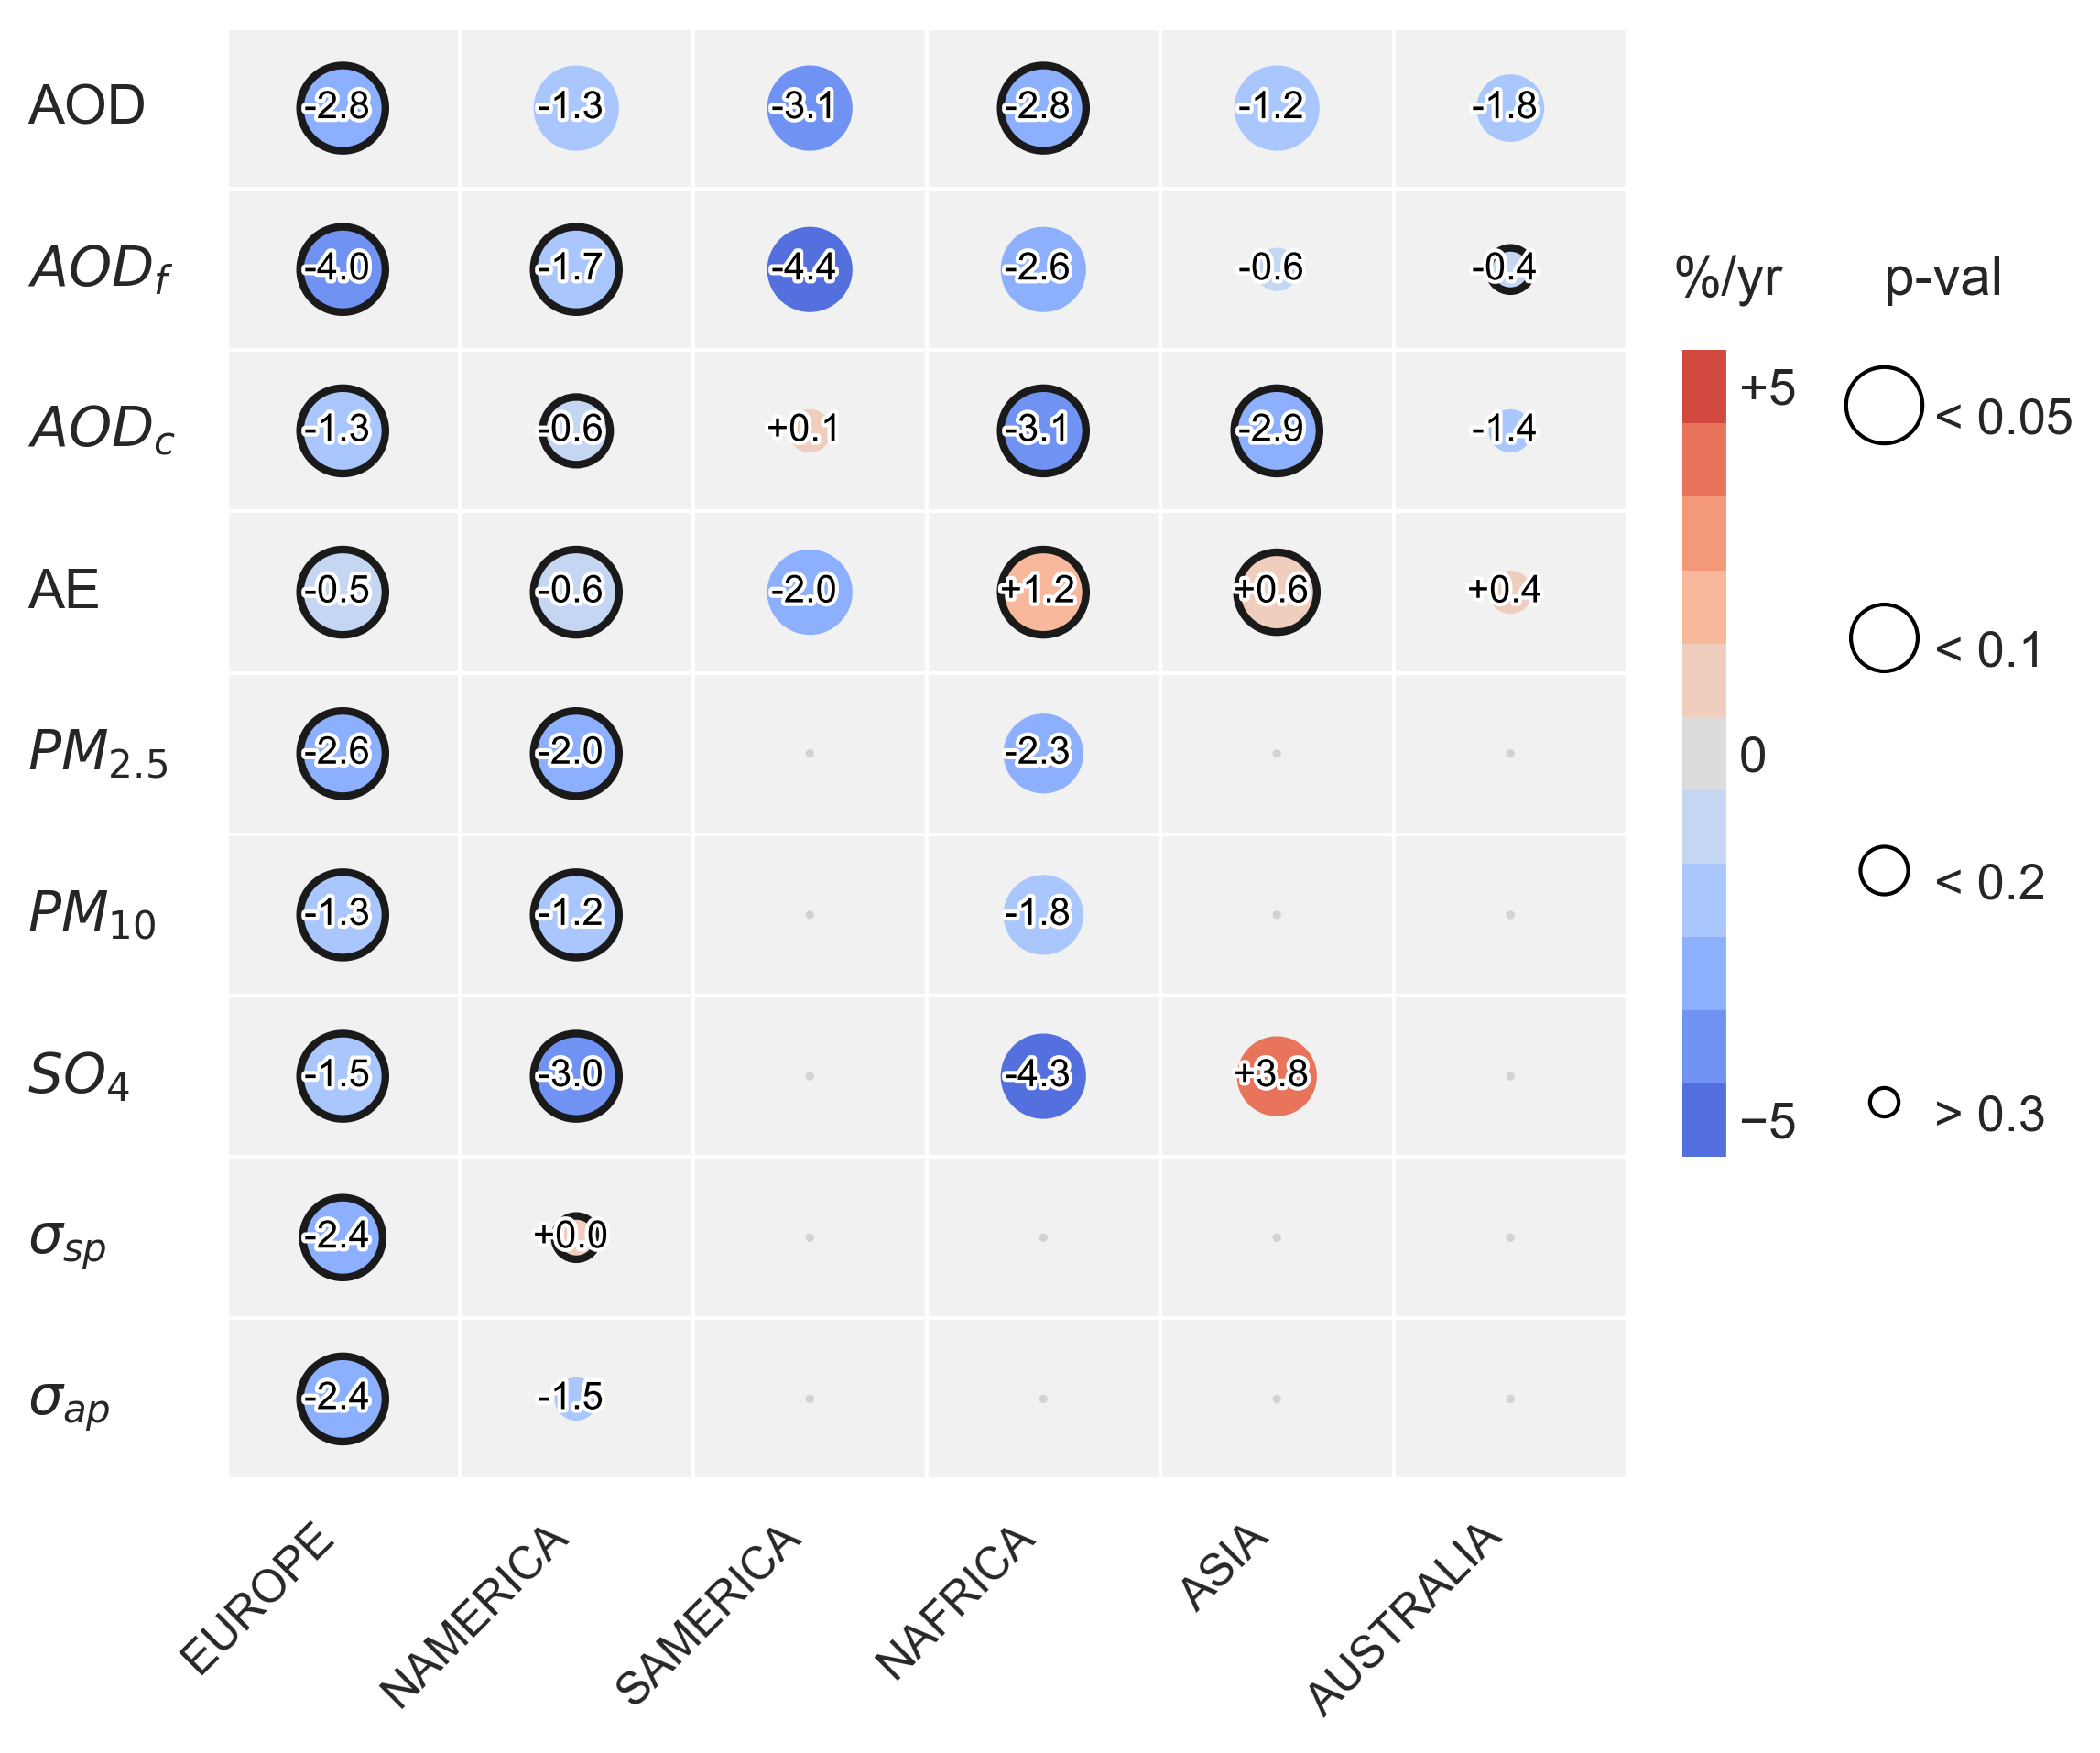 AOD -2.8 -1.3 -3.1 -2.8 -1.2 -1.8
AOD_f -4.0 -1.7 -4.4 -2.6 -0.6 -0.4
AOD_c -1.3 -0.6 +0.1 -3.1 -2.9 -1.4
AE -0.5 -0.6 -2.0 +1.2 +0.6 +0.4
PM_2.5 -2.6 -2.0 -2.3
PM_10 -1.3 -1.2 -1.8
SO_4 -1.5 -3.0 -4.3 +3.8
σ_sp -2.4 +0.0
σ_ap -2.4 -1.5
EUROPE NAMERICA SAMERICA NAFRICA ASIA AUSTRALIA
%/yr
+5
0
−5
p-val
< 0.05
< 0.1
< 0.2
> 0.3